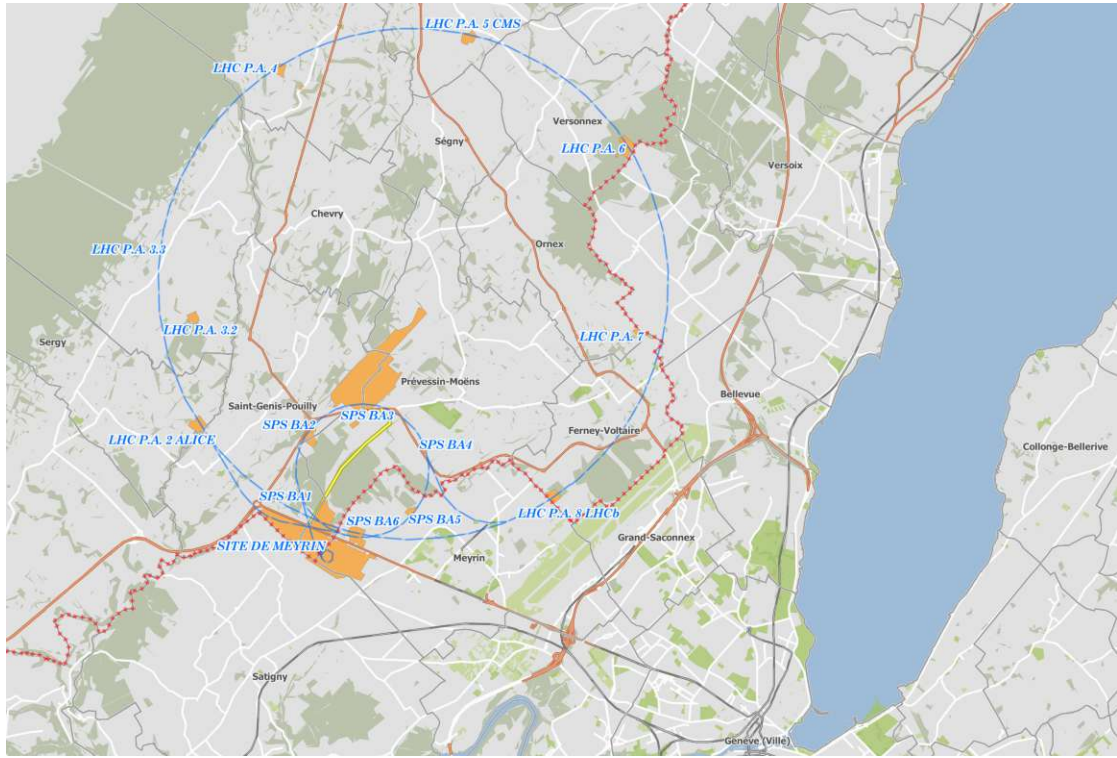 LHC P.A. 5 CMS
LHC P.A. 4
Versonnex
Ségny
LHC P.A. 6
Versoix
Chevry
Ornex
LHC P.A. 3.3
LHC P.A. 3.2
LHC P.A. 7
Sergy
Prévessin-Moëns
Bellevue
Saint-Genis-Pouilly
SPS BA3
SPS BA2
Ferney-Voltaire
LHC P.A. 2 ALICE
SPS BA4
Collonge-Bellerive
SPS BA1
LHC P.A. 8 LHCb
SPS BA5
SPS BA6
Grand-Saconnex
SITE DE MEYRIN
Meyrin
Satigny
Genève (Ville)